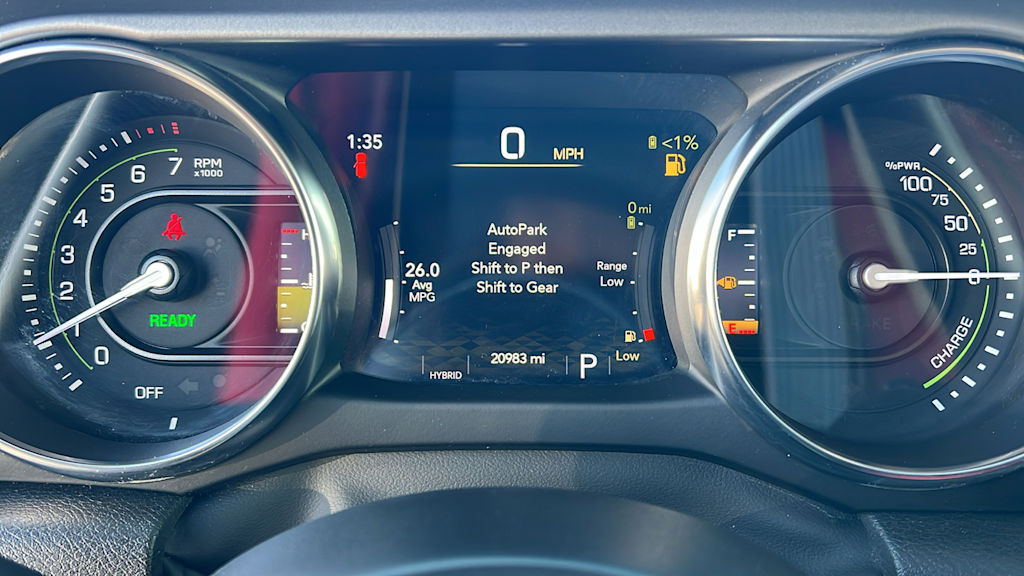 7
6
5
4
3
2
1
0
RPM
x1000
READY
OFF
F
1:35
0
MPH
<1%
0 mi
AutoPark
Engaged
Shift to P then
Shift to Gear
26.0
Avg
MPG
Range
Low
Low
20983 mi
HYBRID
P
F
E
%PWR
100
75
50
25
0
CHARGE